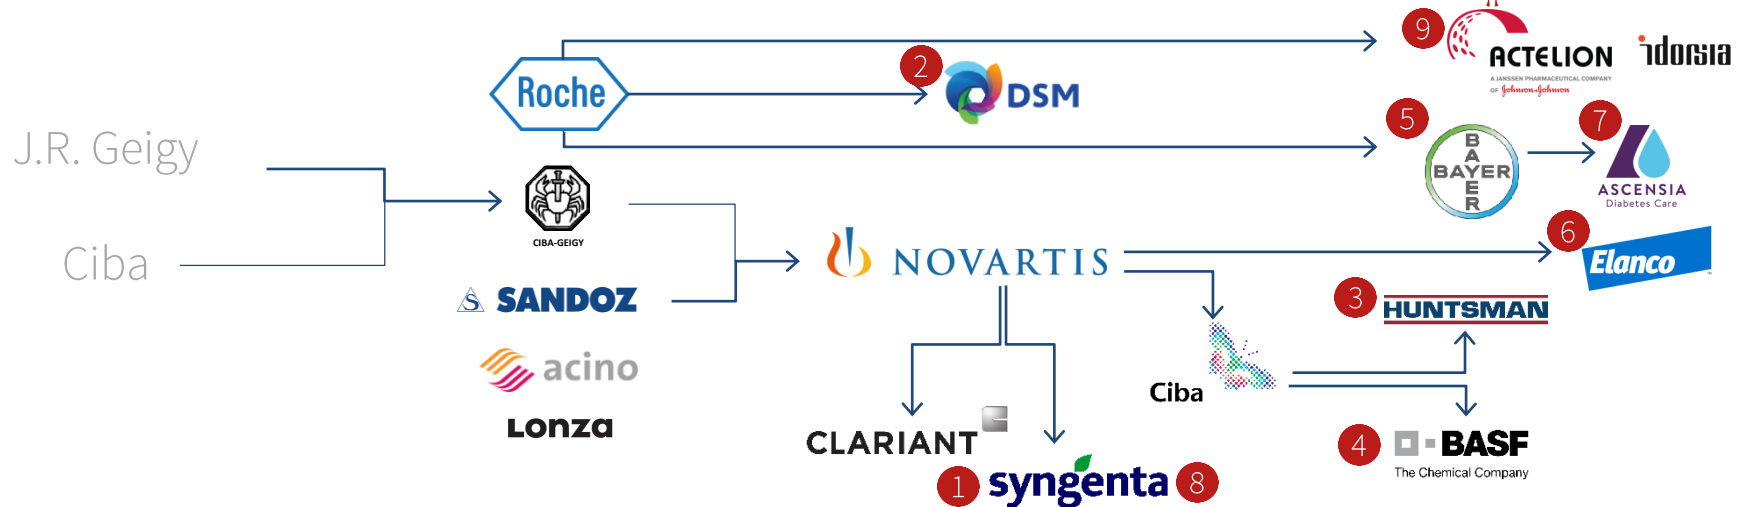 9
ACTELION
A JANSSEN PHARMACEUTICAL COMPANY
OF Johnson & Johnson
idorsia
2
Roche
DSM
5
BAYER
BAYER
7
ASCENSIA
Diabetes Care
J.R. Geigy
CIBA-GEIGY
Ciba
6
Elanco
NOVARTIS
S SANDOZ
3
HUNTSMAN
acino
Ciba
LONZA
CLARIANT
4
BASF
The Chemical Company
1
syngenta
8